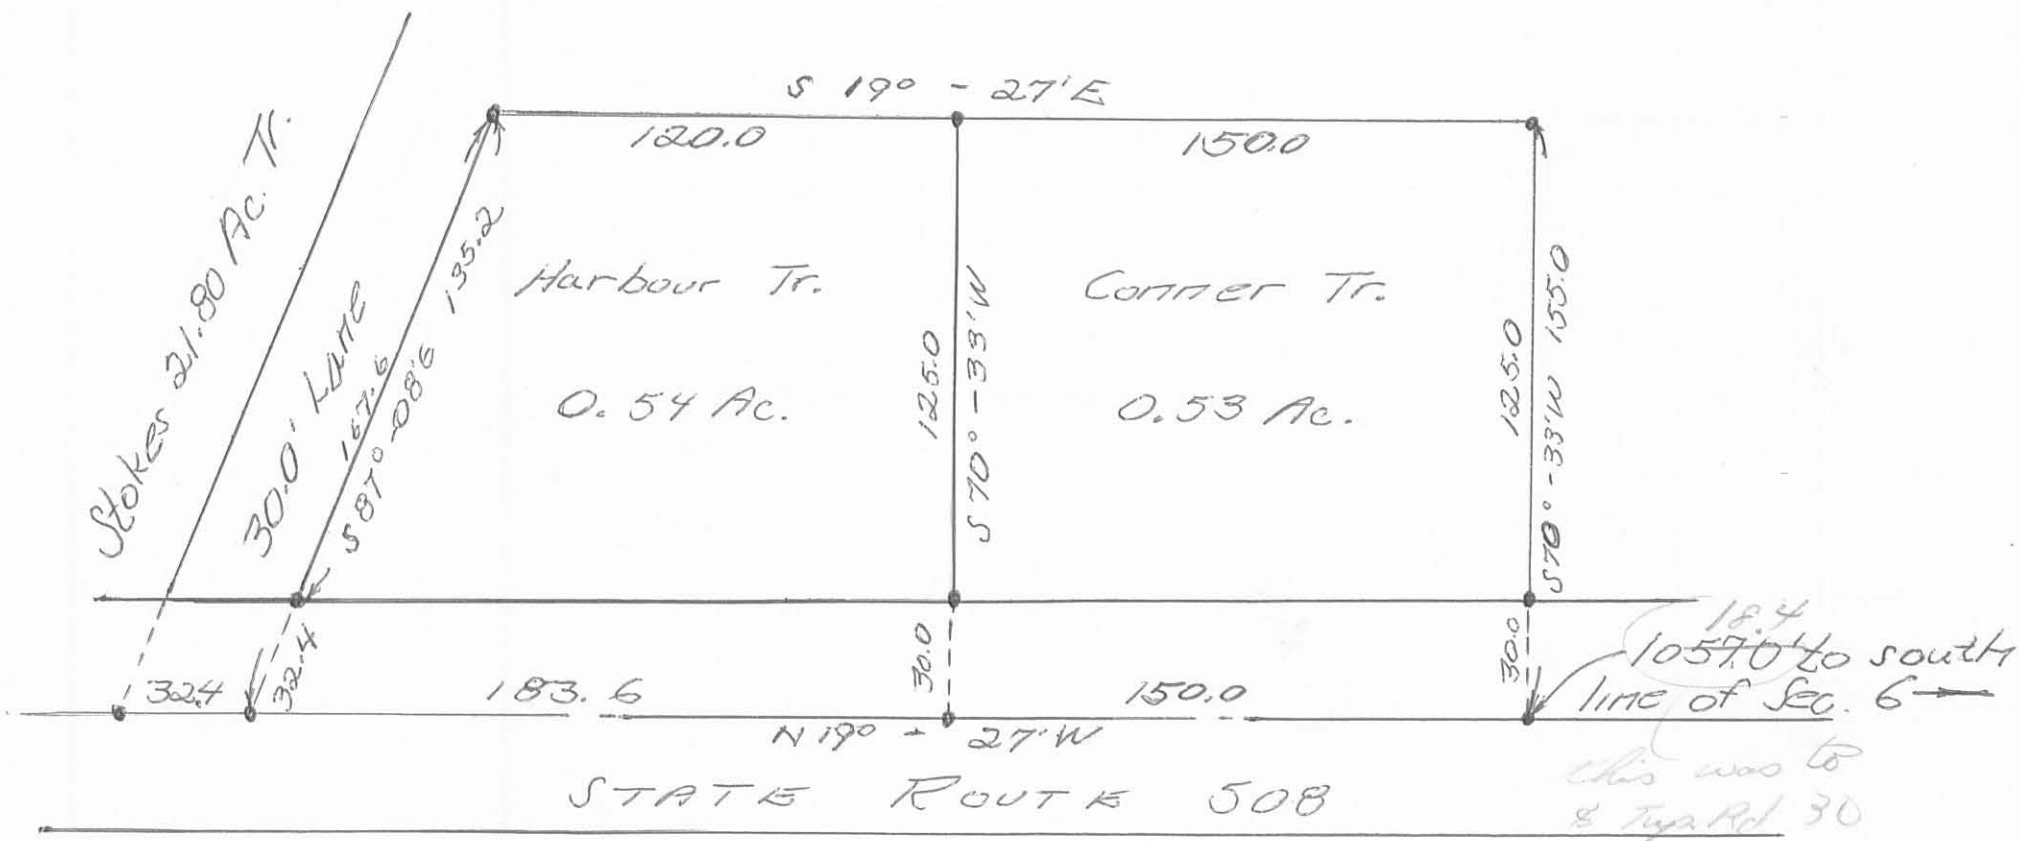 S 19° - 27' E
120.0
150.0
Stokes 21.80 Ac. Tr.
30.0' LANE
167.6
S 87° - 08' E
135.2
Harbour Tr.
0.54 Ac.
125.0
S 70° - 33' W
Conner Tr.
0.53 Ac.
125.0
S 70° - 33' W 155.0
32.4
32.4
183.6
30.0
150.0
30.0
18.4
1057.0' to south
line of Sec. 6
N 19° - 27' W
this was to
Twp. Rd 30
STATE ROUTE 508